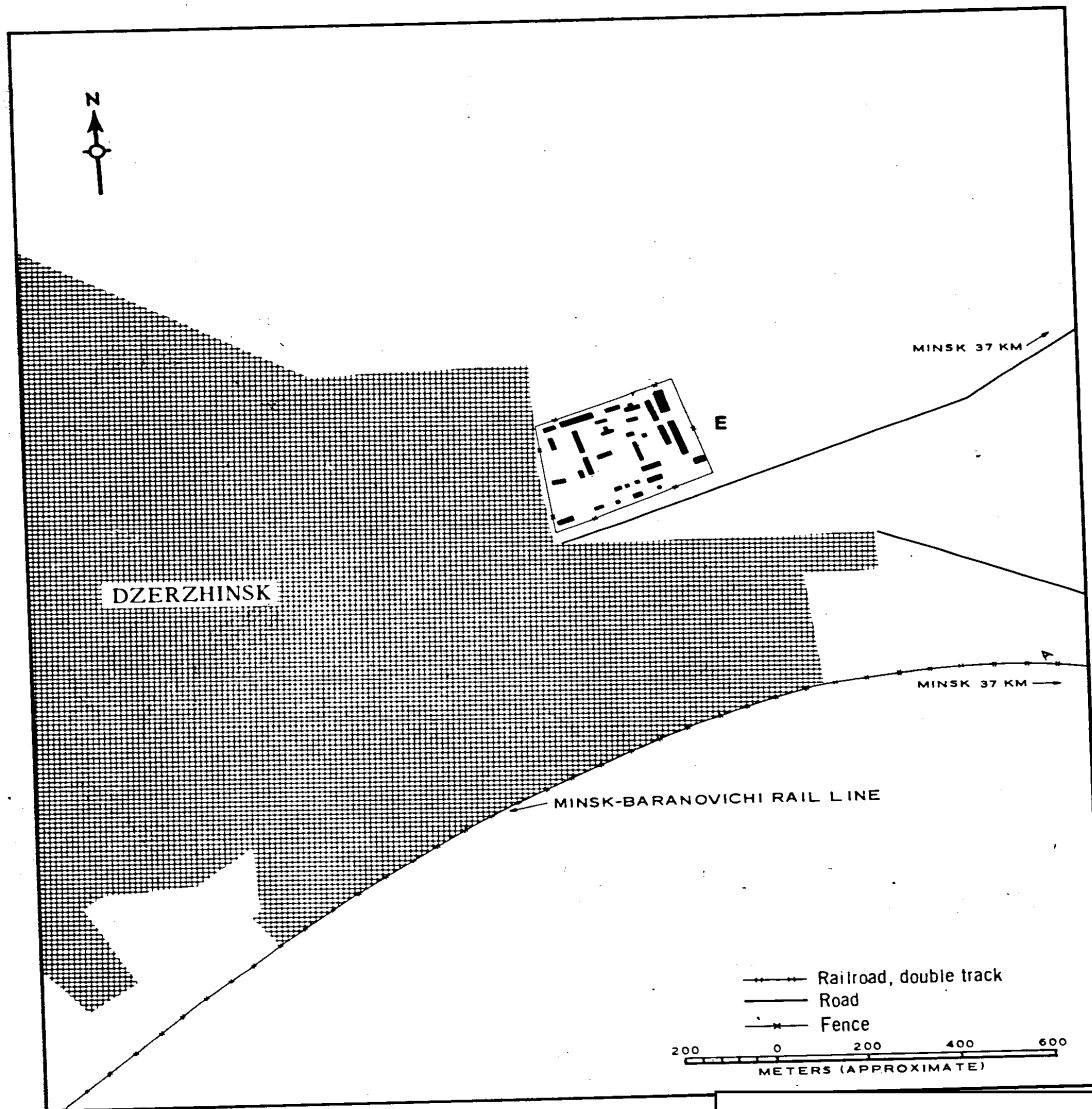 N
MINSK 37 KM
E
DZERZHINSK
A
MINSK 37 KM
MINSK-BARANOVICHI RAIL LINE
Railroad, double track
Road
Fence
200 0 200 400 600
METERS (APPROXIMATE)